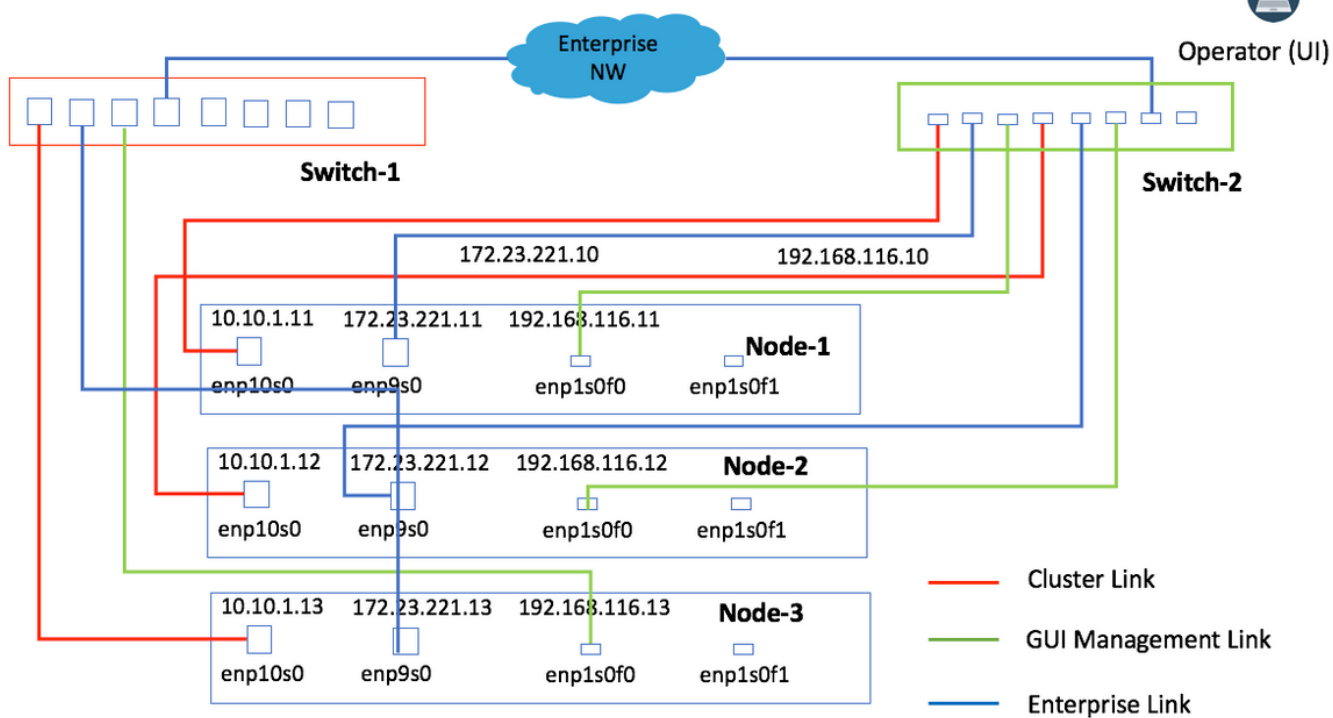 Enterprise
NW
Operator (UI)
Switch-1
Switch-2
172.23.221.10
192.168.116.10
10.10.1.11
172.23.221.11
192.168.116.11
Node-1
enp10s0
enp9s0
enp1s0f0
enp1s0f1
10.10.1.12
172.23.221.12
192.168.116.12
Node-2
enp10s0
enp9s0
enp1s0f0
enp1s0f1
10.10.1.13
172.23.221.13
192.168.116.13
Node-3
enp10s0
enp9s0
enp1s0f0
enp1s0f1
Cluster Link
GUI Management Link
Enterprise Link